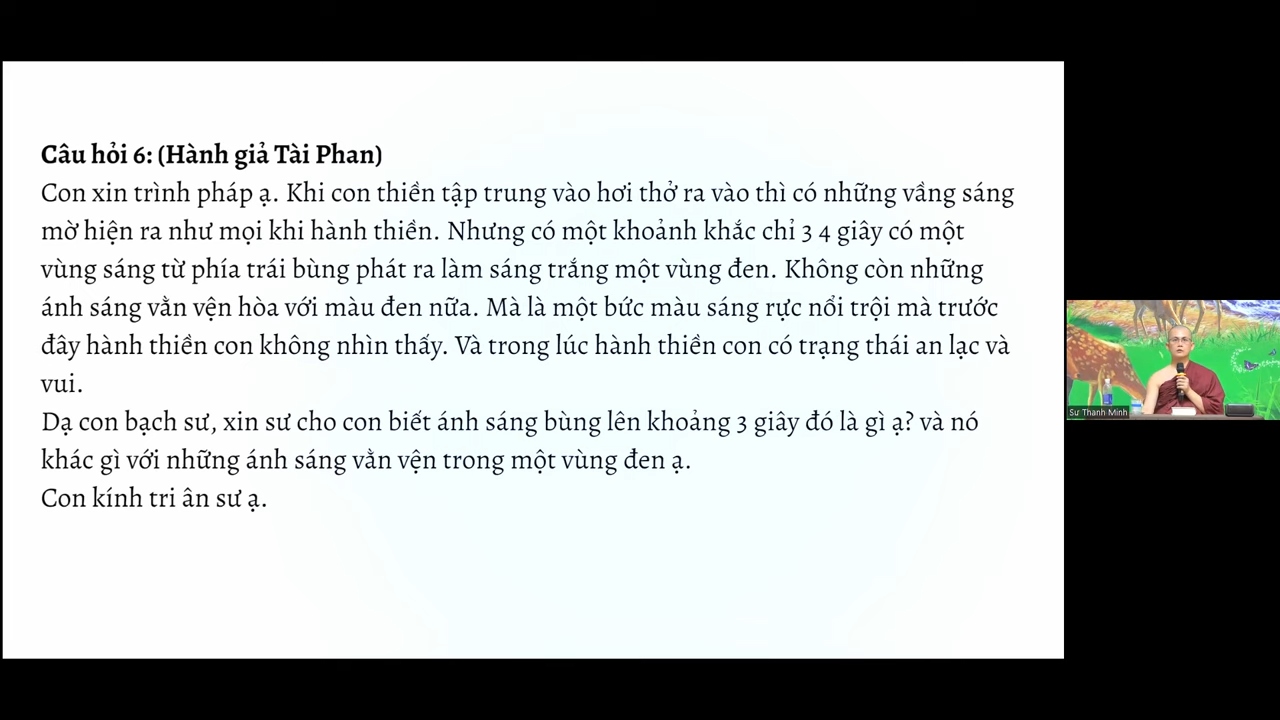 Câu hỏi 6: (Hành giả Tài Phan)
Con xin trình pháp ạ. Khi con thiền tập trung vào hơi thở ra vào thì có những vầng sáng
mờ hiện ra như mọi khi hành thiền. Nhưng có một khoảnh khắc chỉ 3 4 giây có một
vùng sáng từ phía trái bùng phát ra làm sáng trắng một vùng đen. Không còn những
ánh sáng vằn vện hòa với màu đen nữa. Mà là một bức màu sáng rực nổi trội mà trước
đây hành thiền con không nhìn thấy. Và trong lúc hành thiền con có trạng thái an lạc và
vui.
Dạ con bạch sư, xin sư cho con biết ánh sáng bùng lên khoảng 3 giây đó là gì ạ? và nó
khác gì với những ánh sáng vằn vện trong một vùng đen ạ.
Con kính tri ân sư ạ.
Sư Thanh Minh